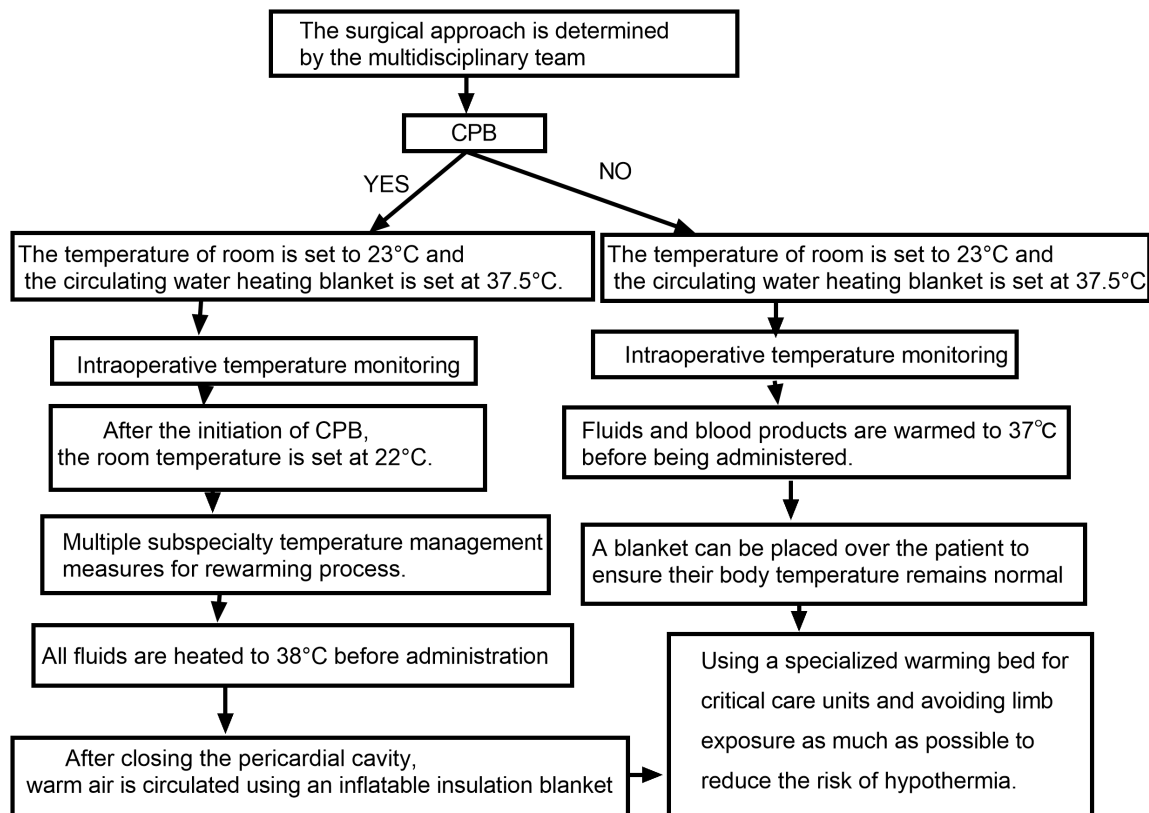 The surgical approach is determined
by the multidisciplinary team
CPB
YES
NO
The temperature of room is set to 23°C and
the circulating water heating blanket is set at 37.5°C.
The temperature of room is set to 23°C and
the circulating water heating blanket is set at 37.5°C
Intraoperative temperature monitoring
Intraoperative temperature monitoring
After the initiation of CPB,
the room temperature is set at 22°C.
Fluids and blood products are warmed to 37℃
before being administered.
Multiple subspecialty temperature management
measures for rewarming process.
A blanket can be placed over the patient to
ensure their body temperature remains normal
All fluids are heated to 38°C before administration
Using a specialized warming bed for
critical care units and avoiding limb
exposure as much as possible to
reduce the risk of hypothermia.
After closing the pericardial cavity,
warm air is circulated using an inflatable insulation blanket